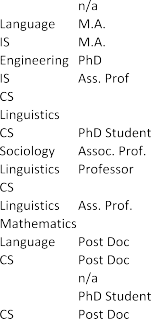 n/a
Language M.A.
IS M.A.
Engineering PhD
IS Ass. Prof
CS
Linguistics
CS PhD Student
Sociology Assoc. Prof.
Linguistics Professor
CS
Linguistics Ass. Prof.
Mathematics
Language Post Doc
CS Post Doc
n/a
PhD Student
CS Post Doc